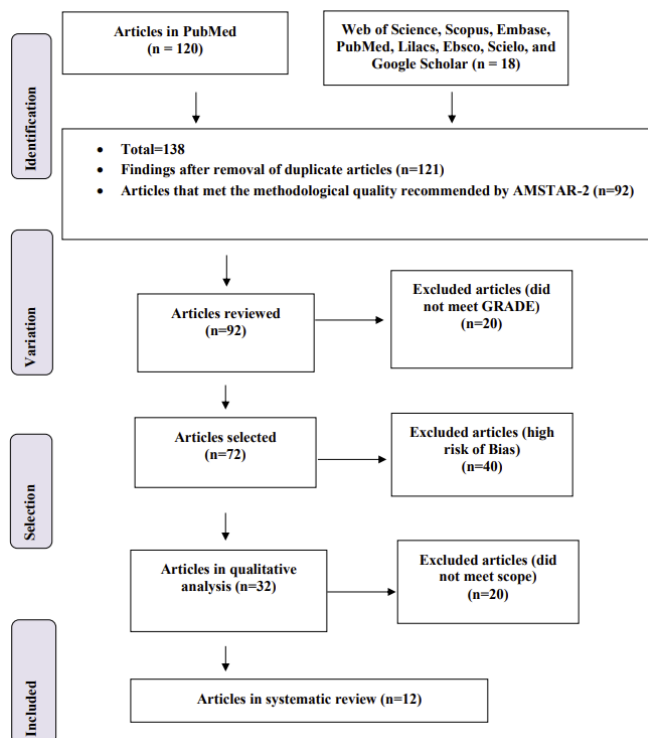 Articles in PubMed
(n = 120)
Web of Science, Scopus, Embase,
PubMed, Lilacs, Ebsco, Scielo, and
Google Scholar (n = 18)
Identification
• Total=138
• Findings after removal of duplicate articles (n=121)
• Articles that met the methodological quality recommended by AMSTAR-2 (n=92)
Variation
Articles reviewed
(n=92)
Excluded articles (did
not meet GRADE)
(n=20)
Selection
Articles selected
(n=72)
Excluded articles (high
risk of Bias)
(n=40)
Articles in qualitative
analysis (n=32)
Excluded articles (did
not meet scope)
(n=20)
Included
Articles in systematic review (n=12)